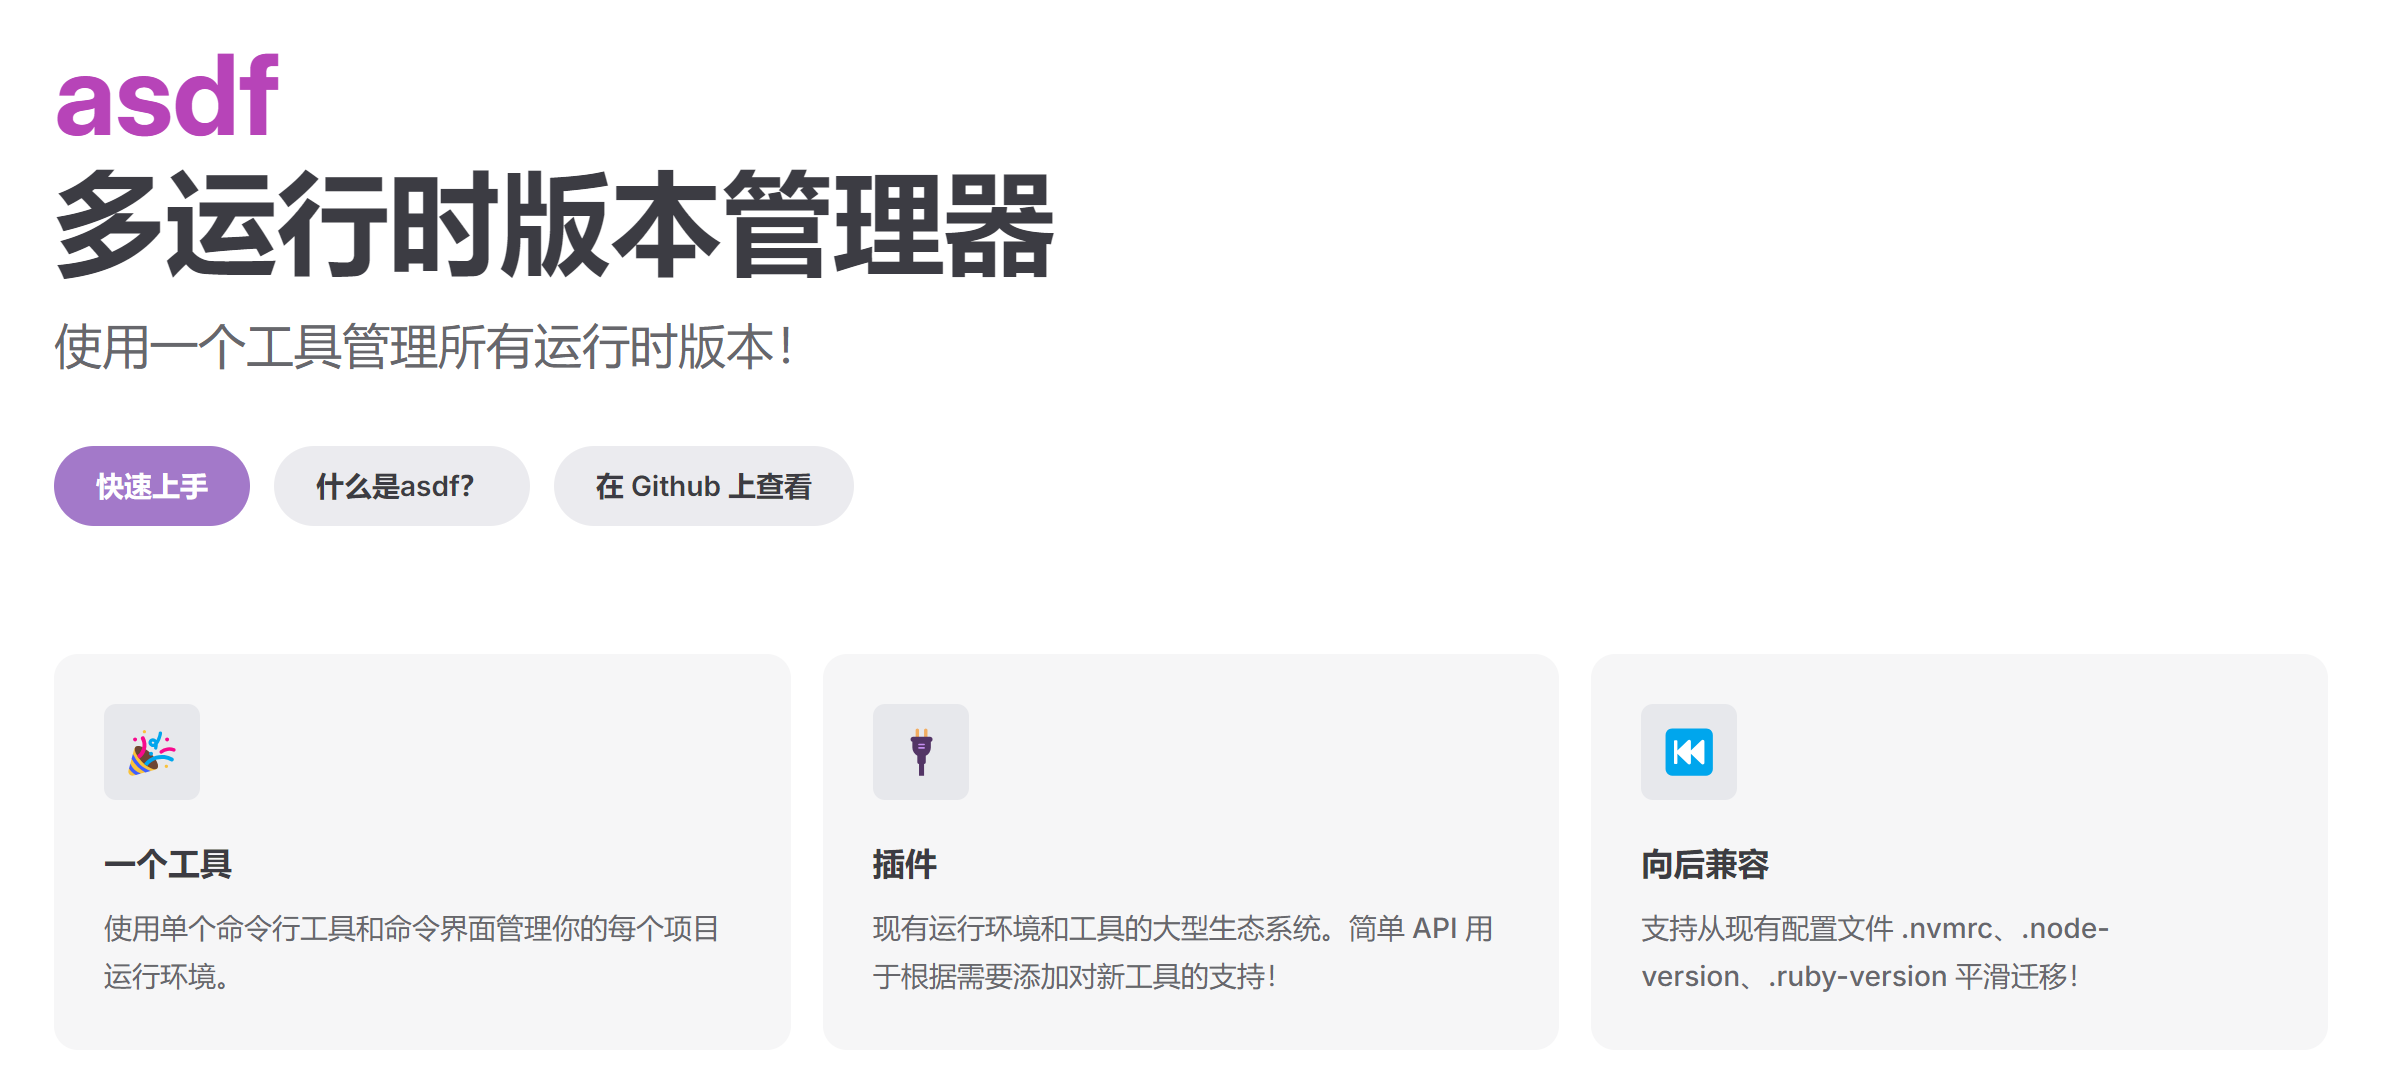 asdf
多运行时版本管理器
使用一个工具管理所有运行时版本！
快速上手
什么是asdf？
在 Github 上查看
一个工具
使用单个命令行工具和命令界面管理你的每个项目
运行环境。
插件
现有运行环境和工具的大型生态系统。简单 API 用
于根据需要添加对新工具的支持！
向后兼容
支持从现有配置文件 .nvmrc、.node-
version、.ruby-version 平滑迁移！